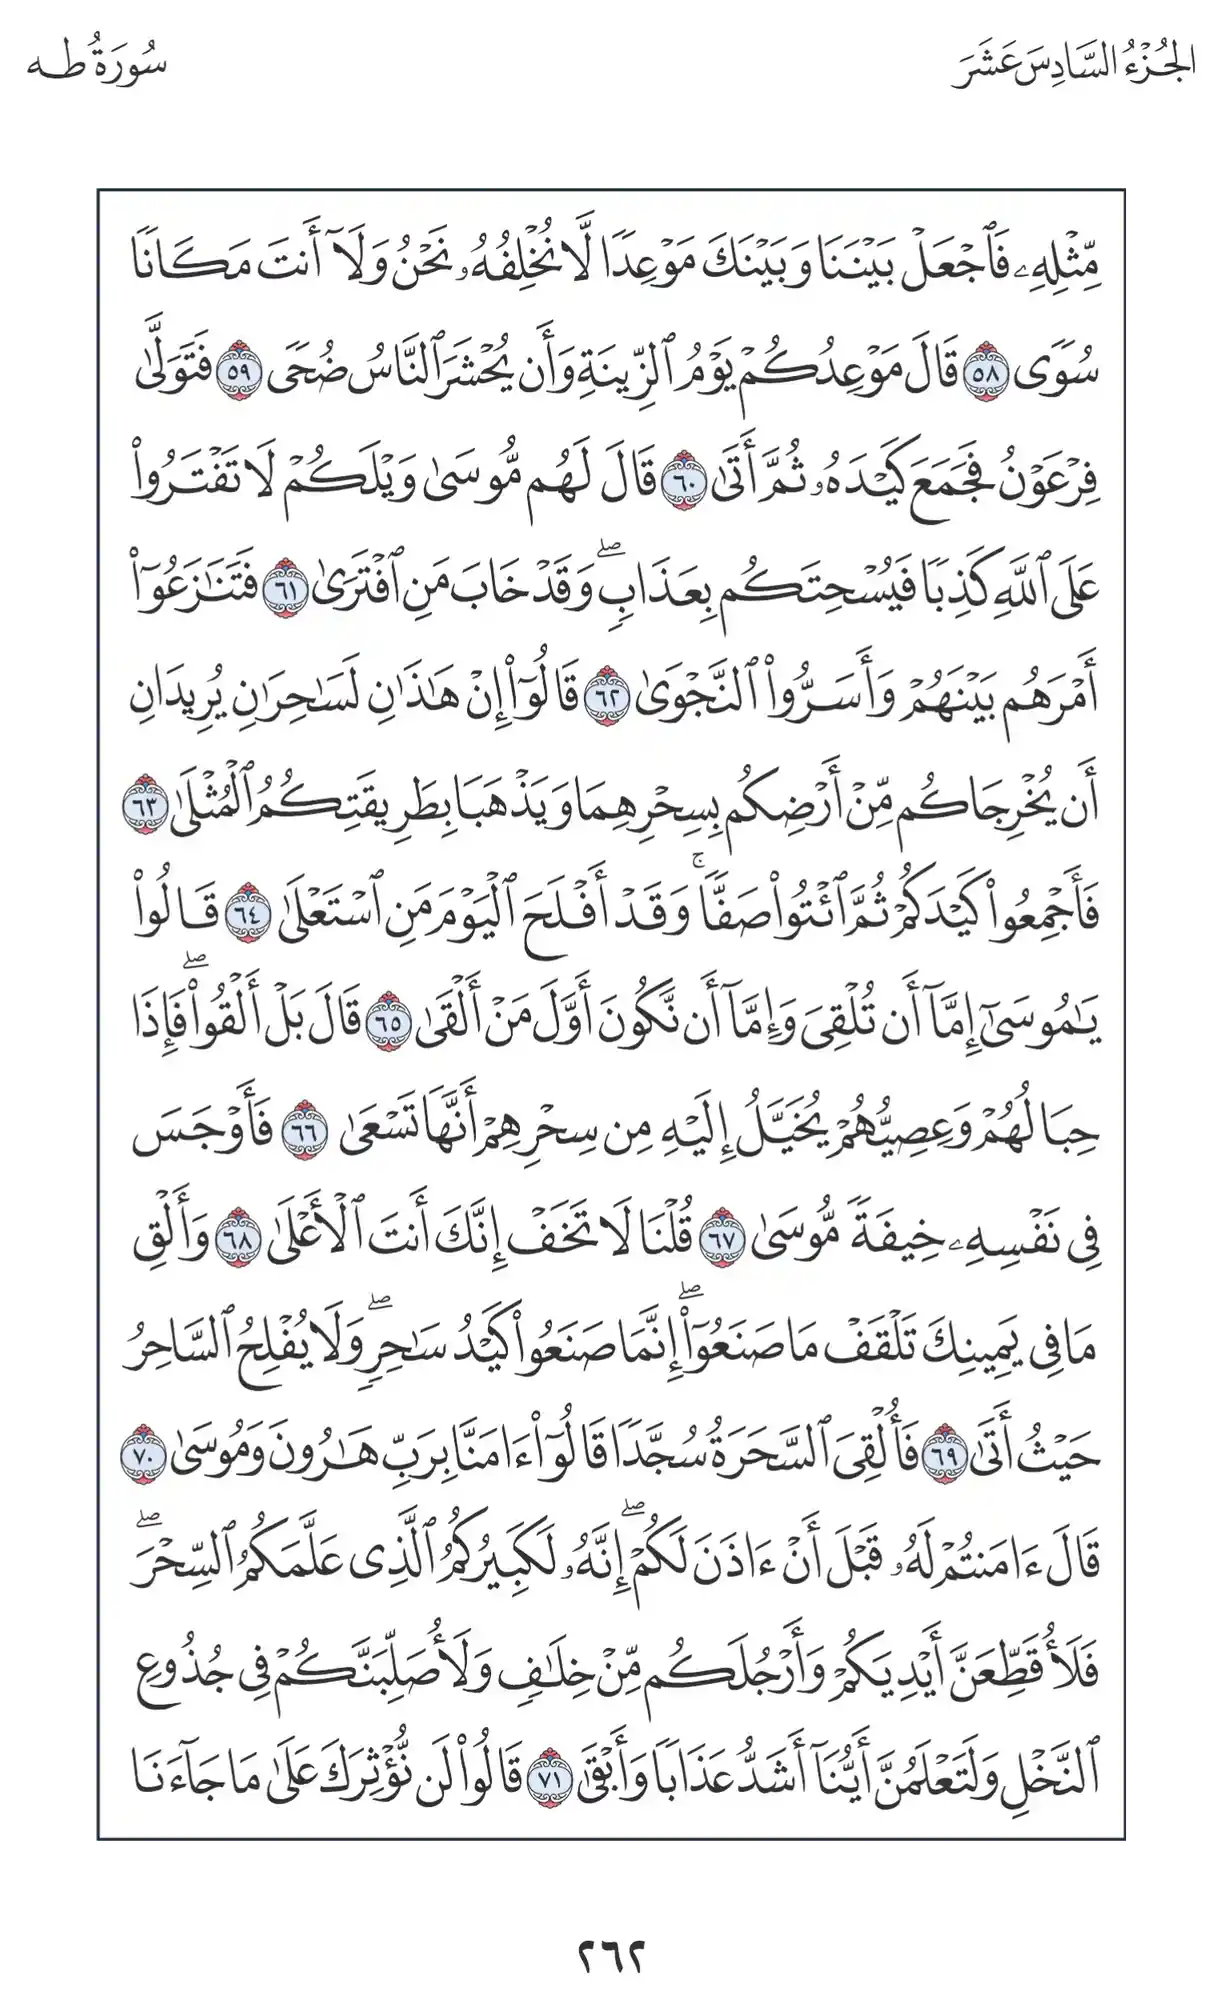 الجُزْءُ السَّادِسَ عَشَرَ
سُورَةُ طه
مِّثْلِهِۦ فَٱجْعَلْ بَيْنَنَا وَبَيْنَكَ مَوْعِدًا لَّا نُخْلِفُهُۥ نَحْنُ وَلَآ أَنتَ مَكَانًا
سُوًى ٥٨ قَالَ مَوْعِدُكُمْ يَوْمُ ٱلزِّينَةِ وَأَن يُحْشَرَ ٱلنَّاسُ ضُحًى ٥٩ فَتَوَلَّىٰ
فِرْعَوْنُ فَجَمَعَ كَيْدَهُۥ ثُمَّ أَتَىٰ ٦٠ قَالَ لَهُم مُّوسَىٰ وَيْلَكُمْ لَا تَفْتَرُوا۟
عَلَى ٱللَّهِ كَذِبًا فَيُسْحِتَكُم بِعَذَابٍ ۖ وَقَدْ خَابَ مَنِ ٱفْتَرَىٰ ٦١ فَتَنَـٰزَعُوٓا۟
أَمْرَهُم بَيْنَهُمْ وَأَسَرُّوا۟ ٱلنَّجْوَىٰ ٦٢ قَالُوٓا۟ إِنْ هَـٰذَٰنِ لَسَـٰحِرَٰنِ يُرِيدَانِ
أَن يُخْرِجَاكُم مِّنْ أَرْضِكُم بِسِحْرِهِمَا وَيَذْهَبَا بِطَرِيقَتِكُمُ ٱلْمُثْلَىٰ ٦٣
فَأَجْمِعُوا۟ كَيْدَكُمْ ثُمَّ ٱئْتُوا۟ صَفًّا ۚ وَقَدْ أَفْلَحَ ٱلْيَوْمَ مَنِ ٱسْتَعْلَىٰ ٦٤ قَالُوا۟
يَـٰمُوسَىٰٓ إِمَّآ أَن تُلْقِىَ وَإِمَّآ أَن نَّكُونَ أَوَّلَ مَنْ أَلْقَىٰ ٦٥ قَالَ بَلْ أَلْقُوا۟ ۖ فَإِذَا
حِبَالُهُمْ وَعِصِيُّهُمْ يُخَيَّلُ إِلَيْهِ مِن سِحْرِهِمْ أَنَّهَا تَسْعَىٰ ٦٦ فَأَوْجَسَ
فِى نَفْسِهِۦ خِيفَةً مُّوسَىٰ ٦٧ قُلْنَا لَا تَخَفْ إِنَّكَ أَنتَ ٱلْأَعْلَىٰ ٦٨ وَأَلْقِ
مَا فِى يَمِينِكَ تَلْقَفْ مَا صَنَعُوٓا۟ ۖ إِنَّمَا صَنَعُوا۟ كَيْدُ سَـٰحِرٍ ۖ وَلَا يُفْلِحُ ٱلسَّاحِرُ
حَيْثُ أَتَىٰ ٦٩ فَأُلْقِىَ ٱلسَّحَرَةُ سُجَّدًا قَالُوٓا۟ ءَامَنَّا بِرَبِّ هَـٰرُونَ وَمُوسَىٰ ٧٠
قَالَ ءَامَنتُمْ لَهُۥ قَبْلَ أَنْ ءَاذَنَ لَكُمْ ۖ إِنَّهُۥ لَكَبِيرُكُمُ ٱلَّذِى عَلَّمَكُمُ ٱلسِّحْرَ ۖ
فَلَأُقَطِّعَنَّ أَيْدِيَكُمْ وَأَرْجُلَكُم مِّنْ خِلَـٰفٍ وَلَأُصَلِّبَنَّكُمْ فِى جُذُوعِ
ٱلنَّخْلِ وَلَتَعْلَمُنَّ أَيُّنَآ أَشَدُّ عَذَابًا وَأَبْقَىٰ ٧١ قَالُوا۟ لَن نُّؤْثِرَكَ عَلَىٰ مَا جَآءَنَا
٢٦٢